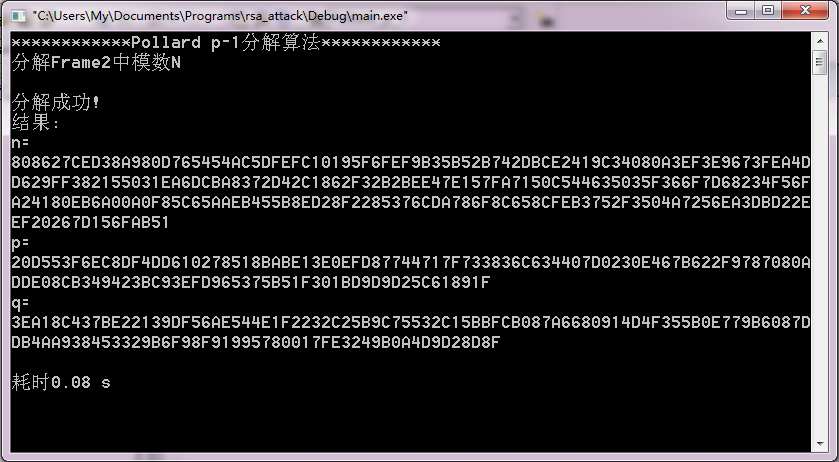 "C:\Users\My\Documents\Programs\rsa_attack\Debug\main.exe"
************Pollard p-1分解算法************
分解Frame2中模数N
分解成功!
结果:
n=
808627CED38A980D765454AC5DFEFC10195F6FEF9B35B52B742DBCE2419C34080A3EF3E9673FEA4D
D629FF382155031EA6DCBA8372D42C1862F32B2BEE47E157FA7150C544635035F366F7D68234F56F
A24180EB6A00A0F85C65AAEB455B8ED28F2285376CDA786F8C658CFEB3752F3504A7256EA3DBD22E
EF20267D156FAB51
p=
20D553F6EC8DF4DD610278518BABE13E0EFD87744717F733836C634407D0230E467B622F9787080A
DDE08CB349423BC93EFD965375B51F301BD9D9D25C61891F
q=
3EA18C437BE22139DF56AE544E1F2232C25B9C75532C15BBFCB087A6680914D4F355B0E779B6087D
DB4AA938453329B6F98F91995780017FE3249B0A4D9D28D8F
耗时0.08 s